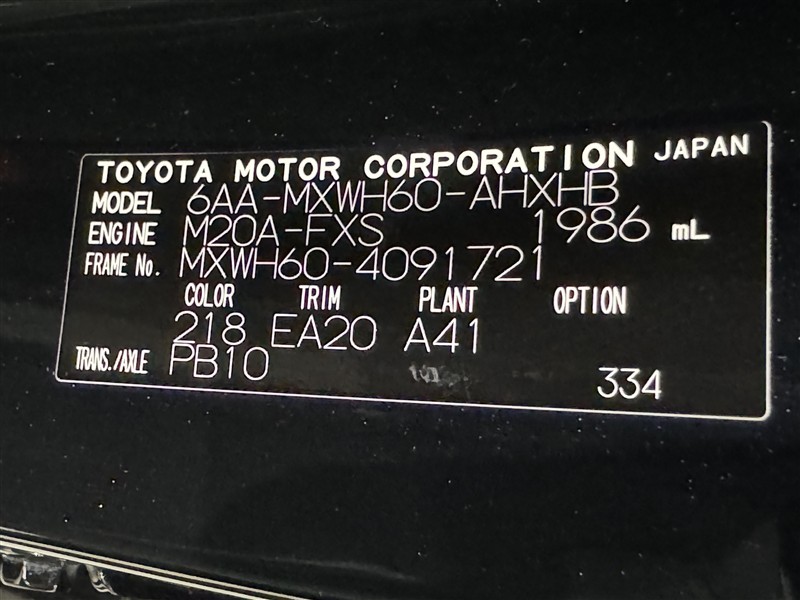 TOYOTA MOTOR CORPORATION JAPAN
MODEL 6AA-MXWH60-AHXHB
ENGINE M20A-FXS 1986 mL
FRAME No. MXWH60-4091721
COLOR TRIM PLANT OPTION
218 EA20 A41
TRANS./AXLE PB10
334